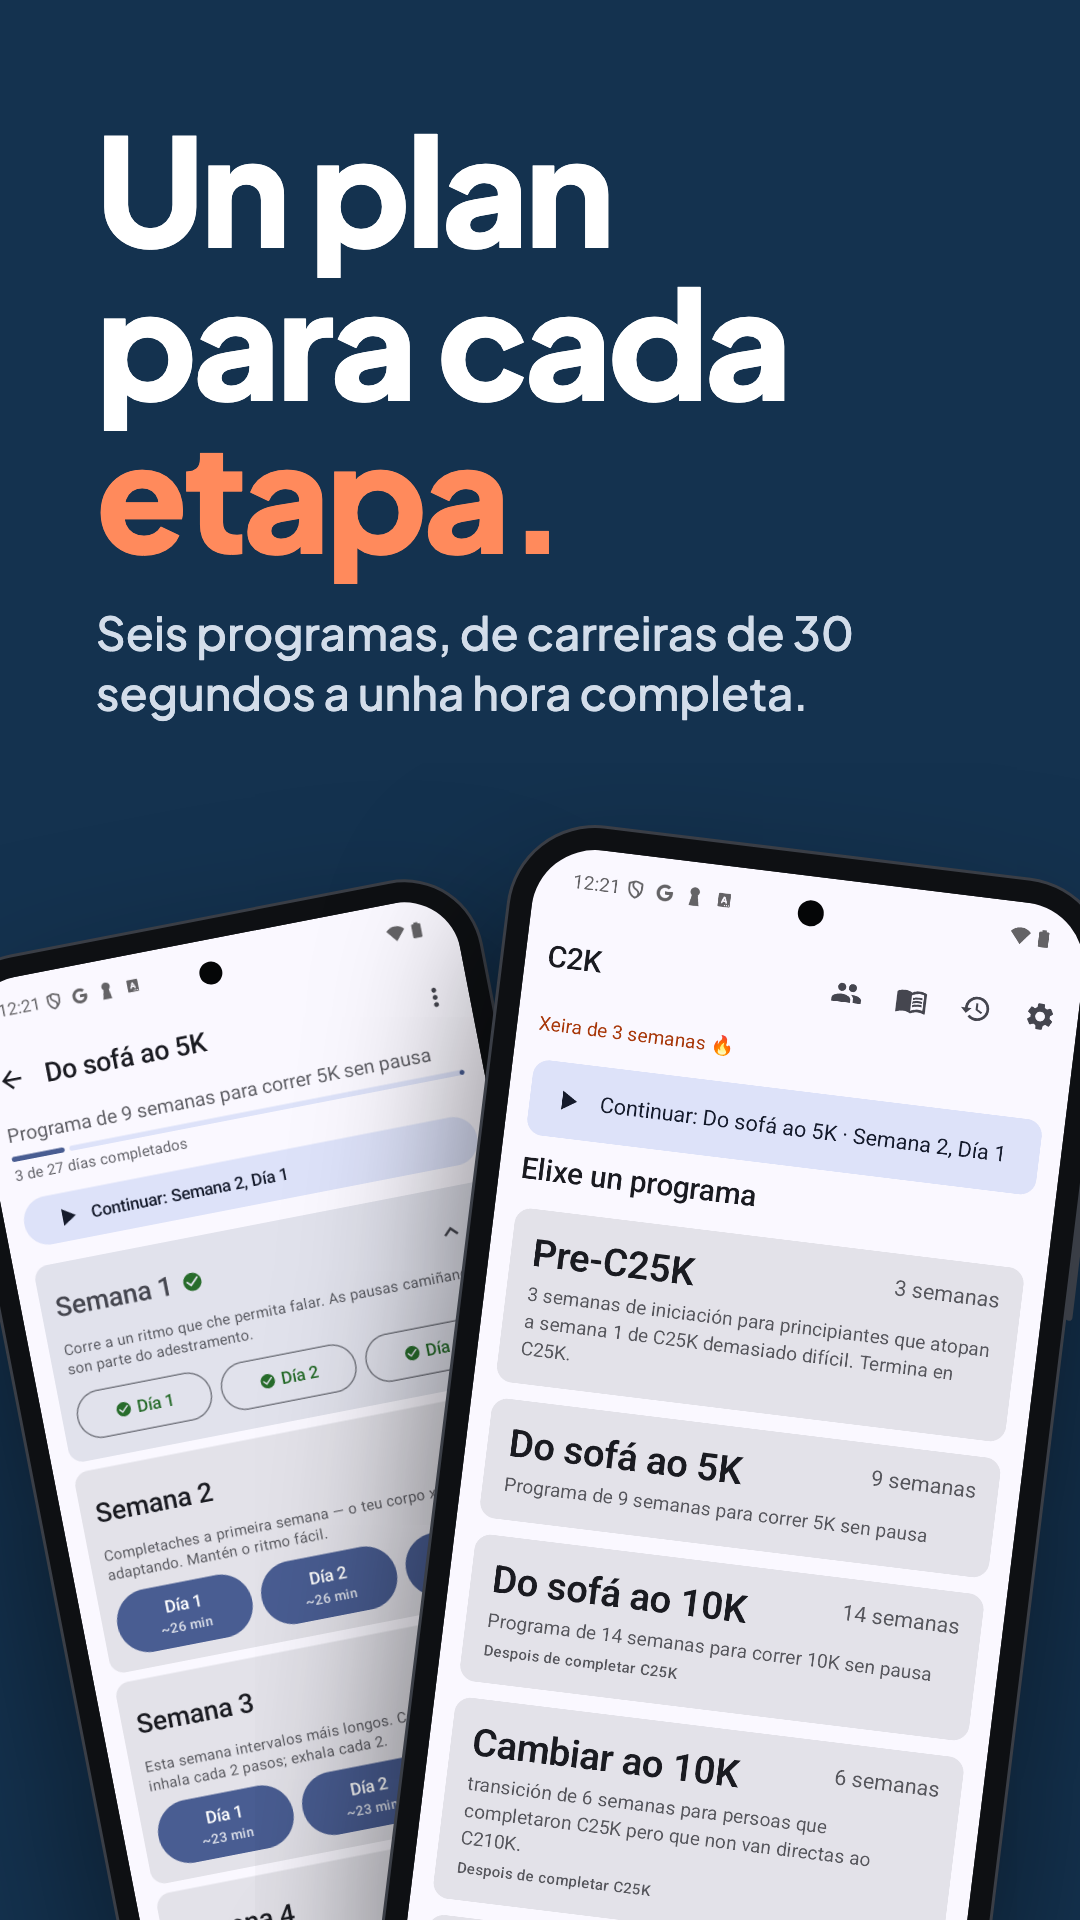 Un plan
para cada
etapa.
Seis programas, de carreiras de 30
segundos a unha hora completa.
12:21
Do sofá ao 5K
Programa de 9 semanas para correr 5K sen pausa
3 de 27 días completados
Continuar: Semana 2, Día 1
Semana 1
Corre a un ritmo que che permita falar. As pausas camiñan
son parte do adestramento.
Día 1
Día 2
Día
Semana 2
Completaches a primeira semana — o teu corpo x
adaptando. Mantén o ritmo fácil.
Día 1
~26 min
Día 2
~26 min
Semana 3
Esta semana intervalos máis longos. C
inhala cada 2 pasos; exhala cada 2.
Día 1
~23 min
Día 2
~23 min
ana 4
12:21
C2K
Xeira de 3 semanas 🔥
Continuar: Do sofá ao 5K · Semana 2, Día 1
Elixe un programa
Pre-C25K
3 semanas
3 semanas de iniciación para principiantes que atopan
a semana 1 de C25K demasiado difícil. Termina en
C25K.
Do sofá ao 5K
9 semanas
Programa de 9 semanas para correr 5K sen pausa
Do sofá ao 10K
14 semanas
Programa de 14 semanas para correr 10K sen pausa
Despois de completar C25K
Cambiar ao 10K
6 semanas
transición de 6 semanas para persoas que
completaron C25K pero que non van directas ao
C210K.
Despois de completar C25K